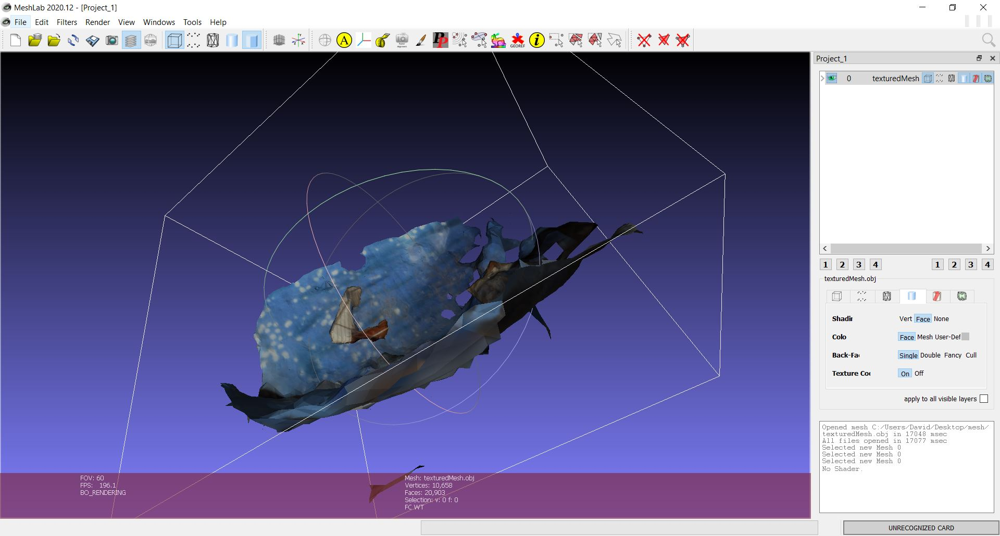 MeshLab 2020.12 - [Project_1]
File Edit Filters Render View Windows Tools Help
A PP GEOREF i
Project_1
0 texturedMesh
1 2 3 4 1 2 3 4
texturedMesh.obj
Shadir Vert Face None
Colo Face Mesh User-Def
Back-Fac Single Double Fancy Cull
Texture Coo On Off
apply to all visible layers
Opened mesh C:/Users/Dawid/Desktop/mesh/
texturedMesh.obj in 17048 msec
All files opened in 17077 msec
Selected new Mesh 0
Selected new Mesh 0
Selected new Mesh 0
No Shader.
FOV: 60
FPS: 196.1
BO_RENDERING
Mesh: texturedMesh.obj
Vertices: 10,658
Faces: 20,903
Selection: v: 0 f: 0
FC WT
UNRECOGNIZED CARD